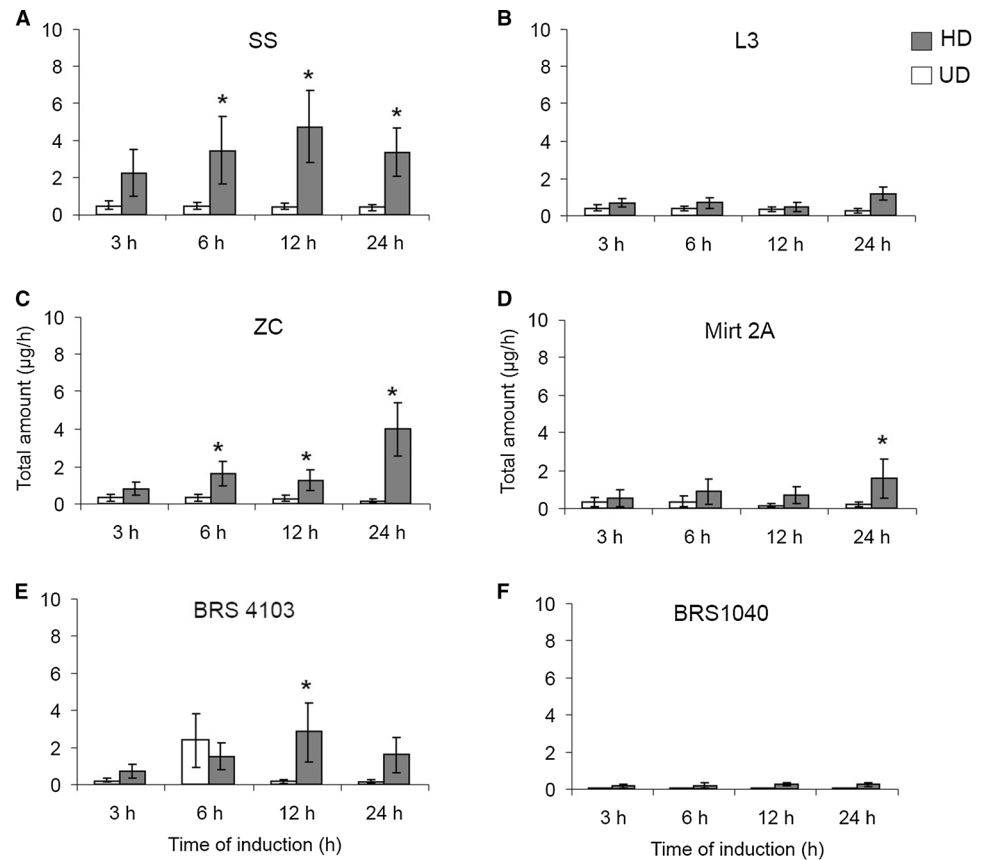 A
SS
10
8
6
4
2
0
*
*
*
3 h 6 h 12 h 24 h
B
L3
10
8
6
4
2
0
3 h 6 h 12 h 24 h
HD
UD
C
ZC
Total amount (µg/h)
10
8
6
4
2
0
*
*
*
3 h 6 h 12 h 24 h
D
Mirt 2A
Total amount (µg/h)
10
8
6
4
2
0
*
3 h 6 h 12 h 24 h
E
BRS 4103
10
8
6
4
2
0
*
3 h 6 h 12 h 24 h
Time of induction (h)
F
BRS1040
10
8
6
4
2
0
3 h 6 h 12 h 24 h
Time of induction (h)